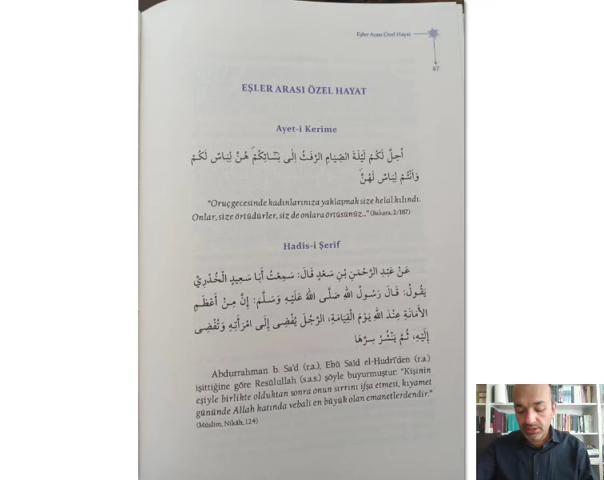 Eşler Arası Özel Hayat
67
EŞLER ARASI ÖZEL HAYAT
Ayet-i Kerime
اُحِلَّ لَكُمْ لَيْلَةَ الصِّيَامِ الرَّفَثُ اِلٰى نِسَٓائِكُمْۜ هُنَّ لِبَاسٌ لَكُمْ
وَاَنْتُمْ لِبَاسٌ لَهُنَّۜ
"Oruç gecesinde kadınlarınıza yaklaşmak size helal kılındı.
Onlar, size örtüdürler, siz de onlara örtüsünüz..." (Bakara, 2/187)
Hadis-i Şerif
عَنْ عَبْدِ الرَّحْمٰنِ بْنِ سَعْدٍ قَالَ: سَمِعْتُ أَبَا سَعِيدٍ الْخُدْرِيَّ
يَقُولُ: قَالَ رَسُولُ اللهِ صَلَّى اللهُ عَلَيْهِ وَسَلَّمَ: إِنَّ مِنْ أَعْظَمِ
الأَمَانَةِ عِنْدَ اللهِ يَوْمَ الْقِيَامَةِ، الرَّجُلَ يُفْضِى إِلَى امْرَأَتِهِ وَتُفْضِى
إِلَيْهِ، ثُمَّ يَنْشُرُ سِرَّهَا
Abdurrahman b. Sa'd (r.a.), Ebû Saîd el-Hudrî'den (r.a.)
işittiğine göre Resûlullah (s.a.s.) şöyle buyurmuştur: "Kişinin
eşiyle birlikte olduktan sonra onun sırrını ifşa etmesi, kıyamet
gününde Allah katında vebali en büyük olan emanetlerdendir."
(Müslim, Nikâh, 124)